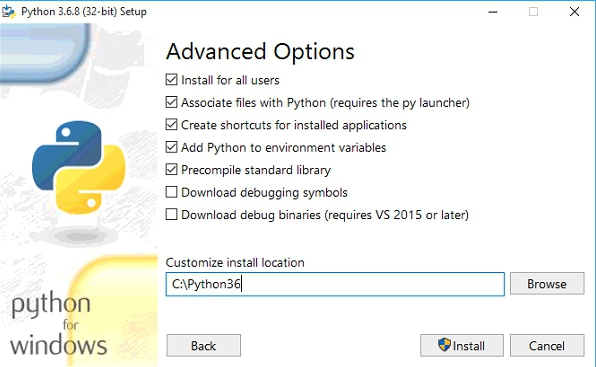 Python 3.6.8 (32-bit) Setup
Advanced Options
Install for all users
Associate files with Python (requires the py launcher)
Create shortcuts for installed applications
Add Python to environment variables
Precompile standard library
Download debugging symbols
Download debug binaries (requires VS 2015 or later)
Customize install location
C:\Python36
Browse
python
for
windows
Back
Install
Cancel